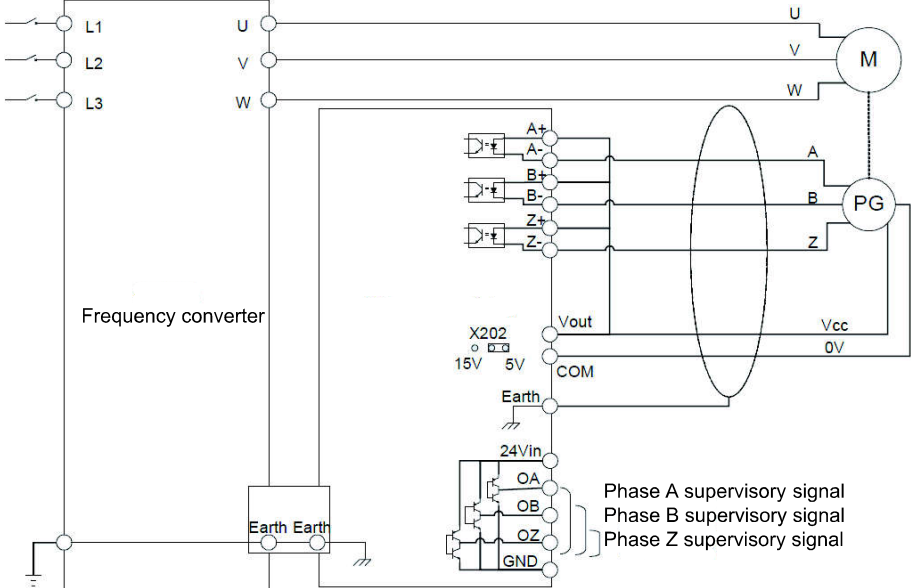 L1
U
U
L2
V
V
M
L3
W
W
A+
A-
A
B+
B-
B
PG
Z+
Z-
Z
Frequency converter
Vout
Vcc
X202
0V
15V
5V
COM
Earth
24Vin
OA
Phase A supervisory signal
OB
Phase B supervisory signal
Earth
Earth
OZ
Phase Z supervisory signal
GND